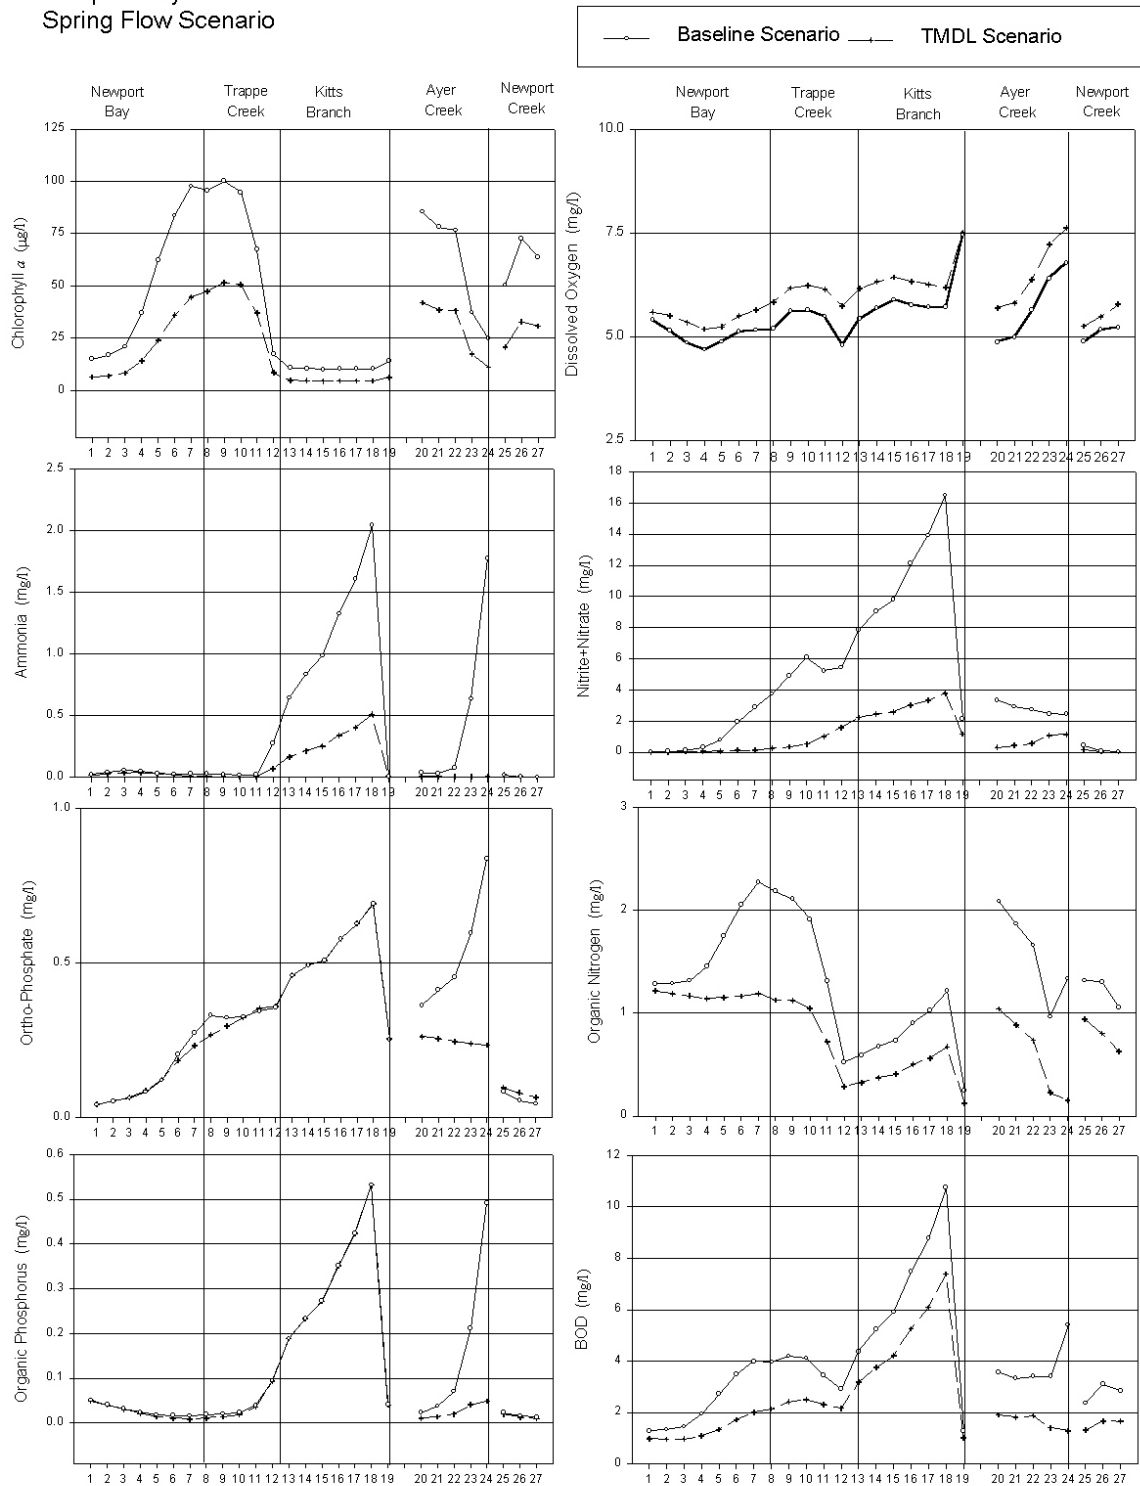 Spring Flow Scenario
Baseline Scenario
TMDL Scenario
Newport Bay
Trappe Creek
Kitts Branch
Ayer Creek
Newport Creek
Newport Bay
Trappe Creek
Kitts Branch
Ayer Creek
Newport Creek
Chlorophyll a (µg/l)
125
100
75
50
25
0
1 2 3 4 5 6 7 8 9 10 11 12 13 14 15 16 17 18 19 20 21 22 23 24 25 26 27
Dissolved Oxygen (mg/l)
10.0
7.5
5.0
2.5
1 2 3 4 5 6 7 8 9 10 11 12 13 14 15 16 17 18 19 20 21 22 23 24 25 26 27
Ammonia (mg/l)
2.5
2.0
1.5
1.0
0.5
0.0
1 2 3 4 5 6 7 8 9 10 11 12 13 14 15 16 17 18 19 20 21 22 23 24 25 26 27
Nitrite+Nitrate (mg/l)
18
16
14
12
10
8
6
4
2
0
1 2 3 4 5 6 7 8 9 10 11 12 13 14 15 16 17 18 19 20 21 22 23 24 25 26 27
Ortho-Phosphate (mg/l)
1.0
0.5
0.0
1 2 3 4 5 6 7 8 9 10 11 12 13 14 15 16 17 18 19 20 21 22 23 24 25 26 27
Organic Nitrogen (mg/l)
3
2
1
0
1 2 3 4 5 6 7 8 9 10 11 12 13 14 15 16 17 18 19 20 21 22 23 24 25 26 27
Organic Phosphorus (mg/l)
0.6
0.5
0.4
0.3
0.2
0.1
0.0
1 2 3 4 5 6 7 8 9 10 11 12 13 14 15 16 17 18 19 20 21 22 23 24 25 26 27
BOD (mg/l)
12
10
8
6
4
2
0
1 2 3 4 5 6 7 8 9 10 11 12 13 14 15 16 17 18 19 20 21 22 23 24 25 26 27